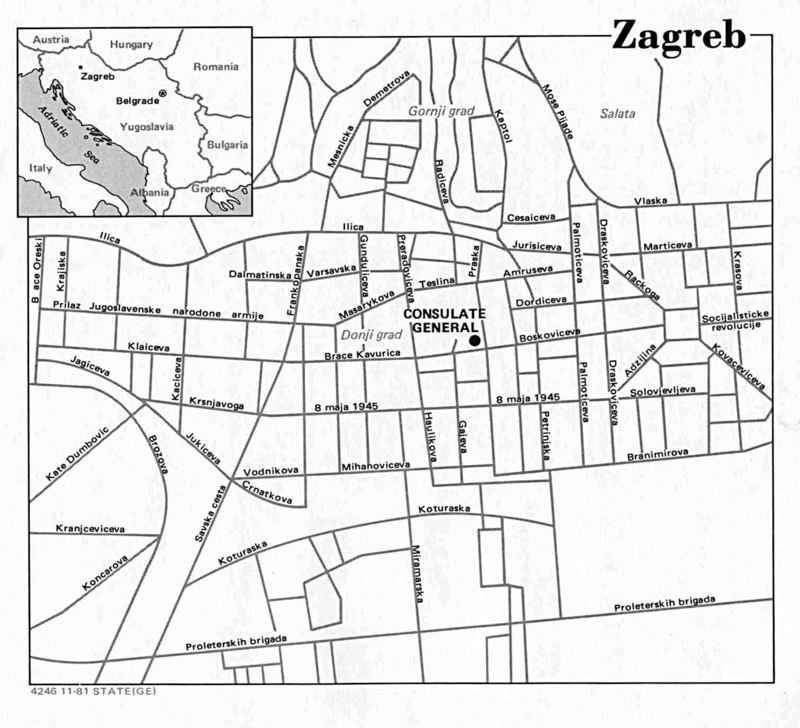 Zagreb
Austria
Hungary
Romania
Zagreb
Belgrade
Adriatic
Sea
Yugoslavia
Bulgaria
Italy
Albania
Greece
Demetrova
Mesnicka
Gornji grad
Kaptol
Radiceva
Mose Pijade
Salata
Vlaska
Cesaiceva
Ilica
Ilica
Jurisiceva
Palmoticeva
Draskoviceva
Marticeva
Krasova
B ace Oreski
Krajiska
Dalmatinska
Varsavska
Frankopanska
Gunduliceva
Preradoviceva
Praska
Teslina
Amruseva
Rackoga
Masarykova
Dordiceva
Prilaz Jugoslavenske narodone armije
CONSULATE
GENERAL
Donji grad
Socijalisticke
revolucije
Boskoviceva
Klaiceva
Brace Kavurica
Adzijina
Kovaceviceva
Jagiceva
Kaciceva
Palmoticeva
Draskoviceva
Solovjevljeva
Krsnjavoga
8 maja 1945
8 maja 1945
Haulikova
Galeva
Petrinjska
Kate Dumbovic
Brozova
Jukiceva
Vodnikova
Mihanoviceva
Branimirova
Crnatkova
Savska cesta
Koturaska
Kranjceviceva
Koturaska
Koncarova
Miramarska
Proleterskih brigada
Proleterskih brigada
4246 11-81 STATE(GE)